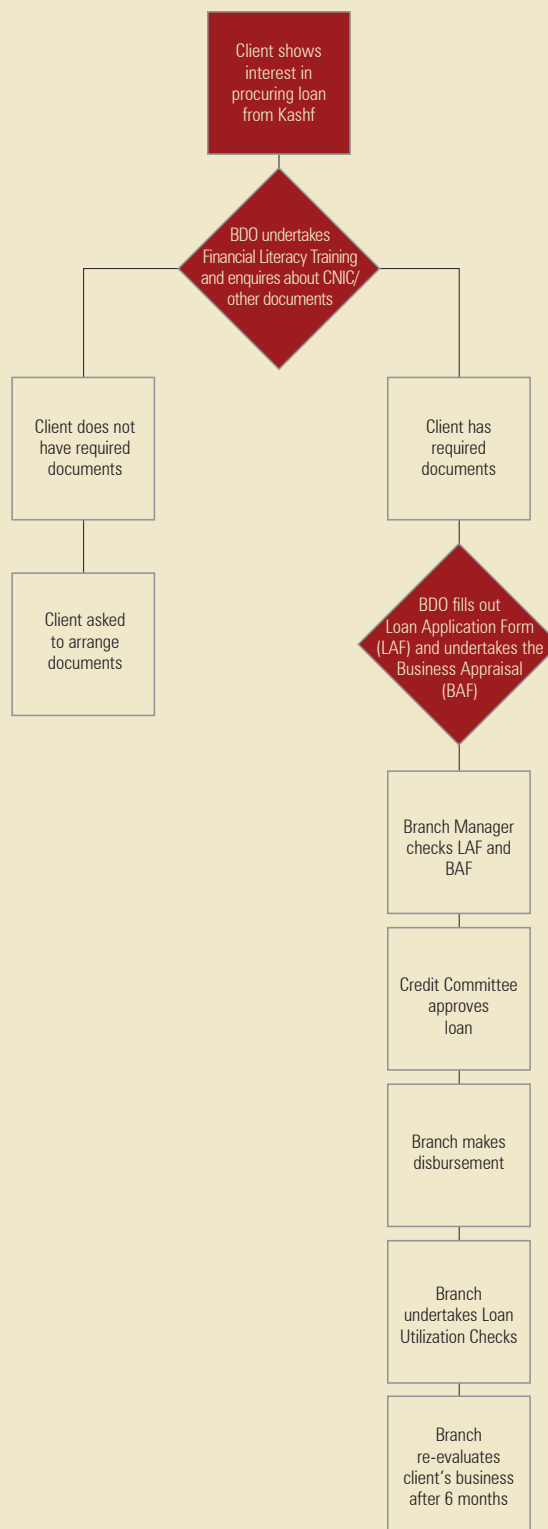 Client shows
interest in
procuring loan
from Kashf
BDO undertakes
Financial Literacy Training
and enquires about CNIC/
other documents
Client does not
have required
documents
Client has
required
documents
Client asked
to arrange
documents
BDO fills out
Loan Application Form
(LAF) and undertakes the
Business Appraisal
(BAF)
Branch Manager
checks LAF and
BAF
Credit Committee
approves
loan
Branch makes
disbursement
Branch
undertakes Loan
Utilization Checks
Branch
re-evaluates
client's business
after 6 months